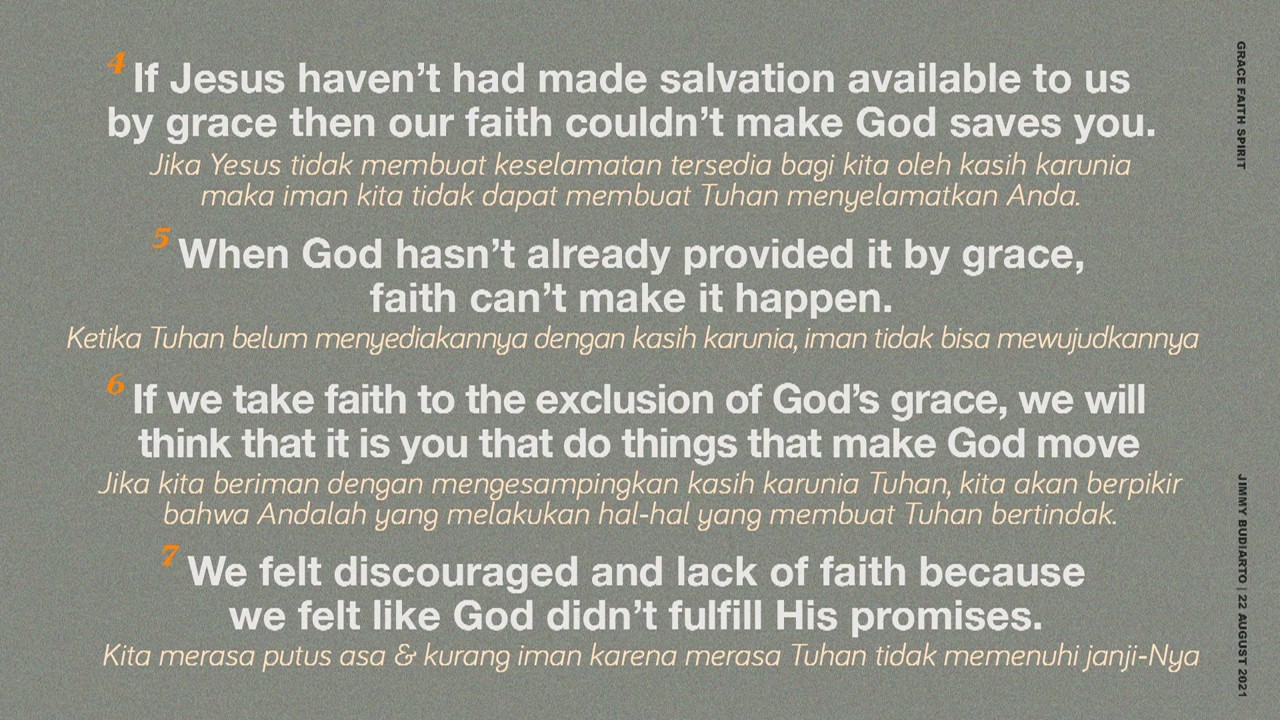 4 If Jesus haven't had made salvation available to us
by grace then our faith couldn't make God saves you.
Jika Yesus tidak membuat keselamatan tersedia bagi kita oleh kasih karunia
maka iman kita tidak dapat membuat Tuhan menyelamatkan Anda.
5 When God hasn't already provided it by grace,
faith can't make it happen.
Ketika Tuhan belum menyediakannya dengan kasih karunia, iman tidak bisa mewujudkannya
6 If we take faith to the exclusion of God's grace, we will
think that it is you that do things that make God move
Jika kita beriman dengan mengesampingkan kasih karunia Tuhan, kita akan berpikir
bahwa Andalah yang melakukan hal-hal yang membuat Tuhan bertindak.
7 We felt discouraged and lack of faith because
we felt like God didn't fulfill His promises.
Kita merasa putus asa & kurang iman karena merasa Tuhan tidak memenuhi janji-Nya
GRACE FAITH SPIRIT
JIMMY BUDIARTO | 22 AUGUST 2021